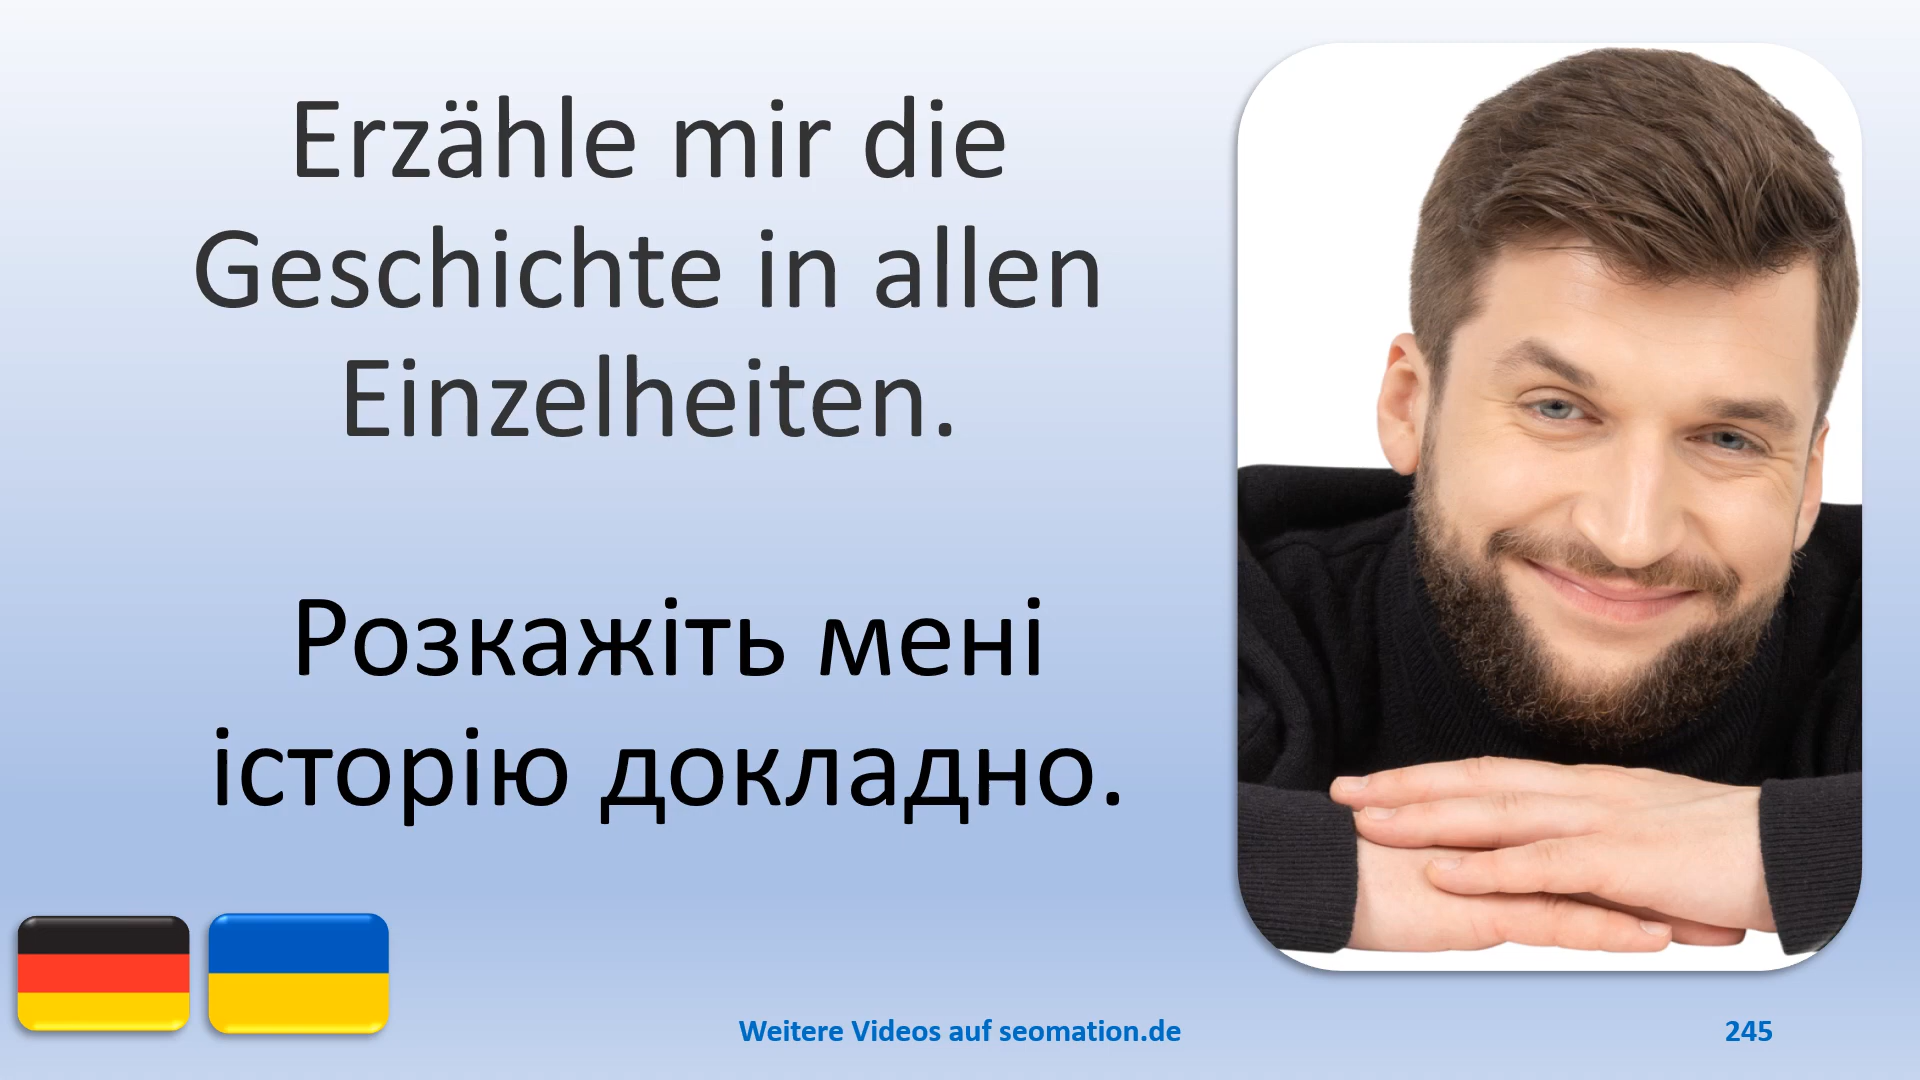 Erzähle mir die
Geschichte in allen
Einzelheiten.
Розкажіть мені
історію докладно.
Weitere Videos auf seomation.de
245